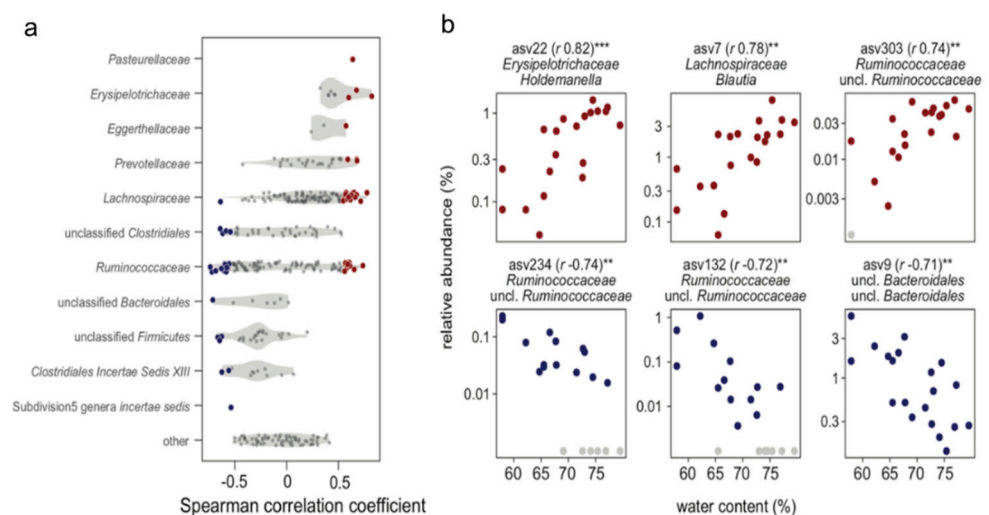 a
Pasteurellaceae
Erysipelotrichaceae
Eggerthellaceae
Prevotellaceae
Lachnospiraceae
unclassified Clostridiales
Ruminococcaceae
unclassified Bacteroidales
unclassified Firmicutes
Clostridiales Incertae Sedis XIII
Subdivision5 genera incertae sedis
other
-0.5 0 0.5
Spearman correlation coefficient
b
relative abundance (%)
asv22 (r 0.82)***
Erysipelotrichaceae
Holdemanella
1
0.3
0.1
asv7 (r 0.78)**
Lachnospiraceae
Blautia
3
1
0.3
0.1
asv303 (r 0.74)**
Ruminococcaceae
uncl. Ruminococcaceae
0.03
0.01
0.003
asv234 (r -0.74)**
Ruminococcaceae
uncl. Ruminococcaceae
0.1
0.01
60 65 70 75
asv132 (r -0.72)**
Ruminococcaceae
uncl. Ruminococcaceae
1
0.1
0.01
60 65 70 75
asv9 (r -0.71)**
uncl. Bacteroidales
uncl. Bacteroidales
1
0.3
60 65 70 75
water content (%)